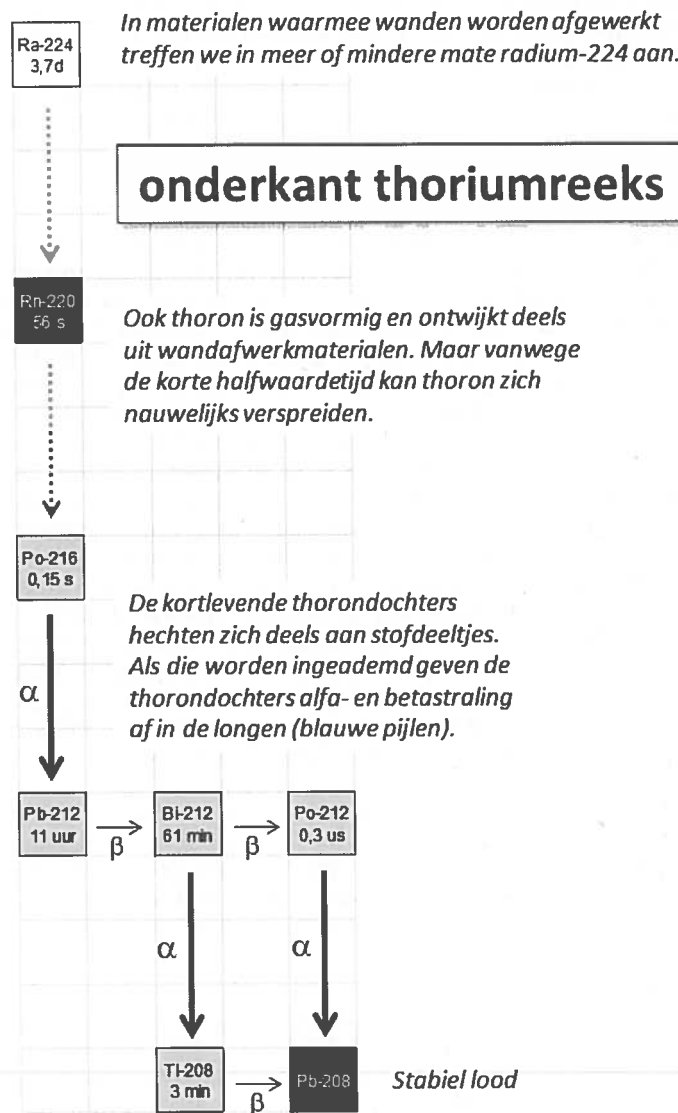 In materialen waarmee wanden worden afgewerkt
treffen we in meer of mindere mate radium-224 aan.
Ra-224
3,7d
onderkant thoriumreeks
Rn-220
56 s
Ook thoron is gasvormig en ontwijkt deels
uit wandafwerkmaterialen. Maar vanwege
de korte halfwaardetijd kan thoron zich
nauwelijks verspreiden.
Po-216
0,15 s
De kortlevende thorondochters
hechten zich deels aan stofdeeltjes.
Als die worden ingeademd geven de
thorondochters alfa- en betastraling
af in de longen (blauwe pijlen).
α
Pb-212
11 uur
β
Bi-212
61 min
β
Po-212
0,3 us
α
α
Tl-208
3 min
β
Pb-208
Stabiel lood